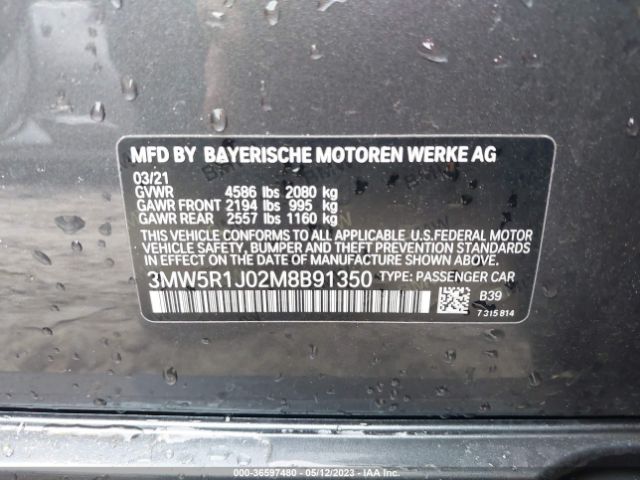 MFD BY BAYERISCHE MOTOREN WERKE AG
03/21
GVWR 4586 lbs 2080 kg
GAWR FRONT 2194 lbs 995 kg
GAWR REAR 2557 lbs 1160 kg
THIS VEHICLE CONFORMS TO ALL APPLICABLE U.S.FEDERAL MOTOR
VEHICLE SAFETY, BUMPER AND THEFT PREVENTION STANDARDS
IN EFFECT ON THE DATE OF MANUFACTURE SHOWN ABOVE.
3MW5R1J02M8B91350 TYPE: PASSENGER CAR
B39
7 315 814
000-36597480 - 05/12/2023 - IAA Inc.